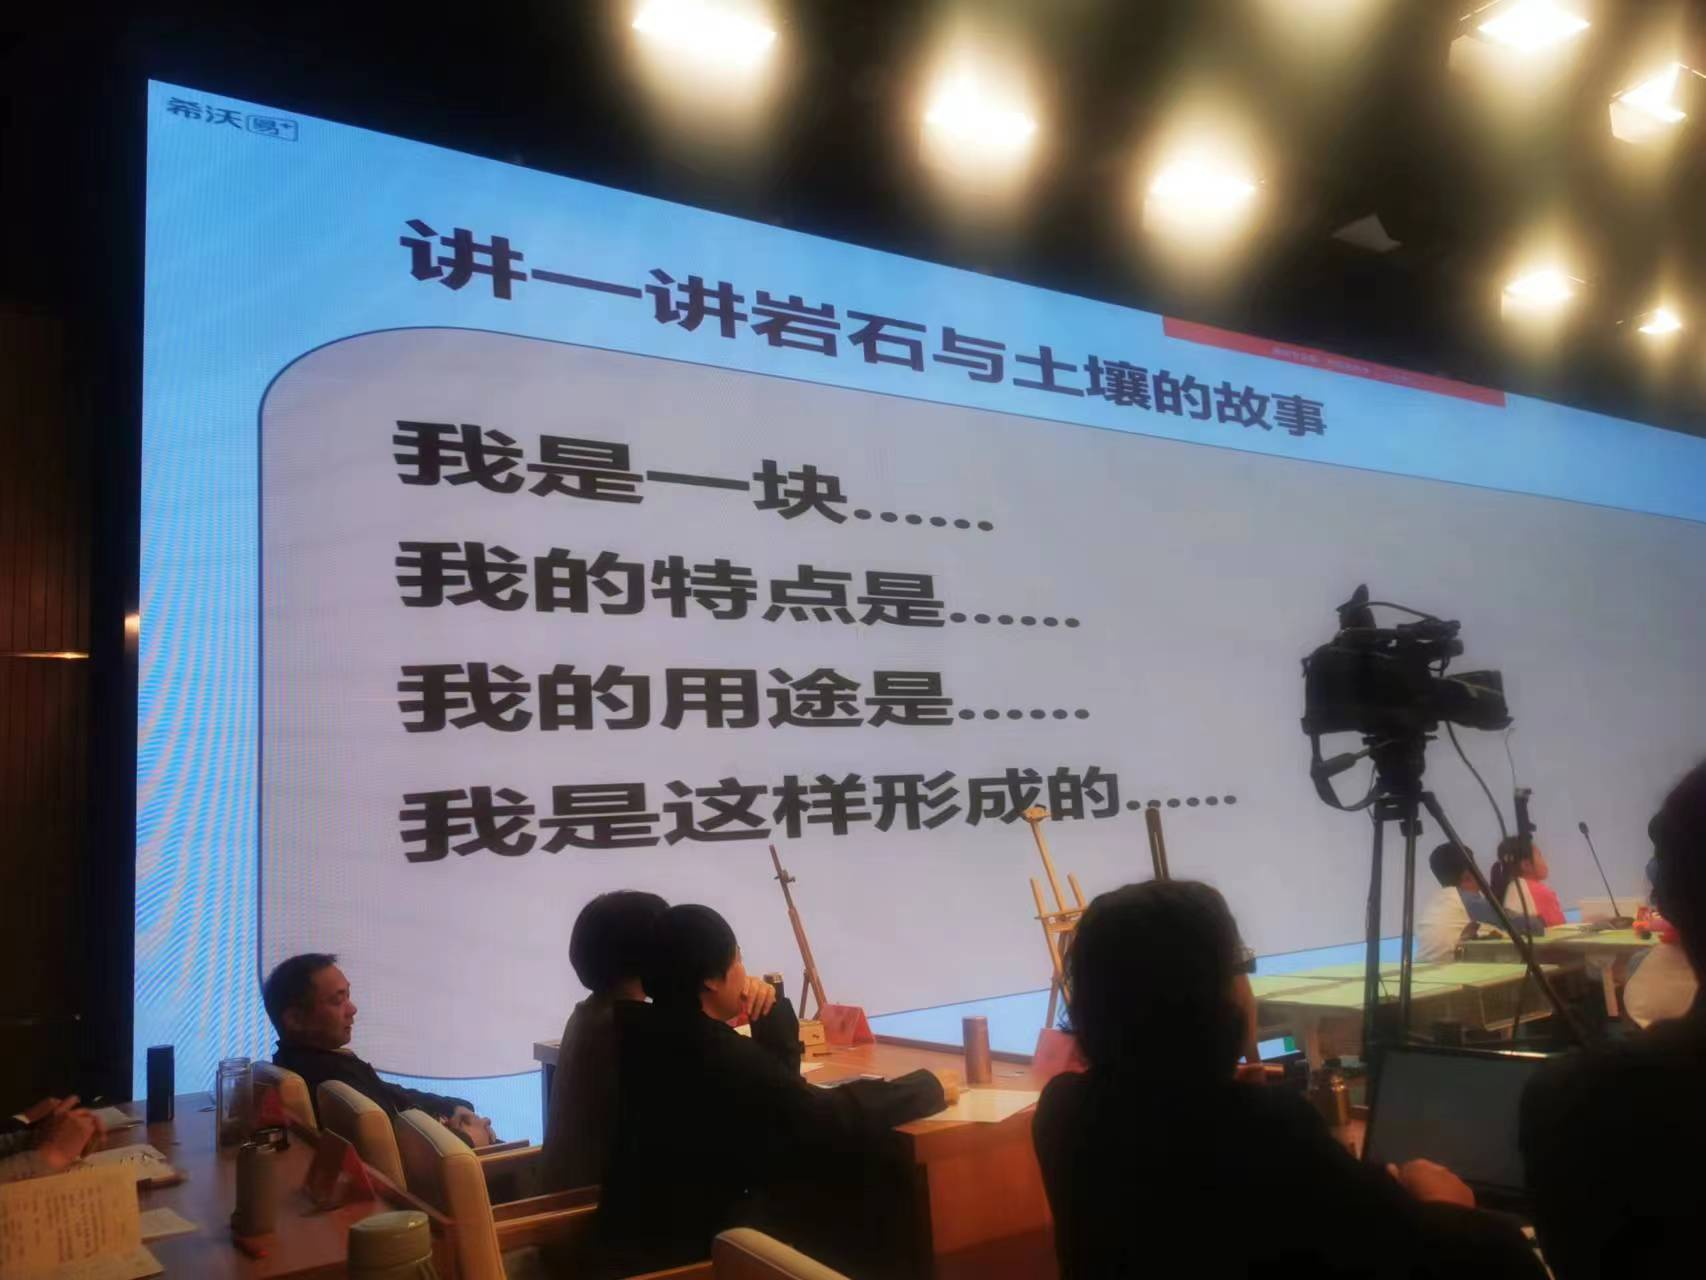 希沃易+
讲一讲岩石与土壤的故事
我是一块......
我的特点是......
我的用途是......
我是这样形成的......